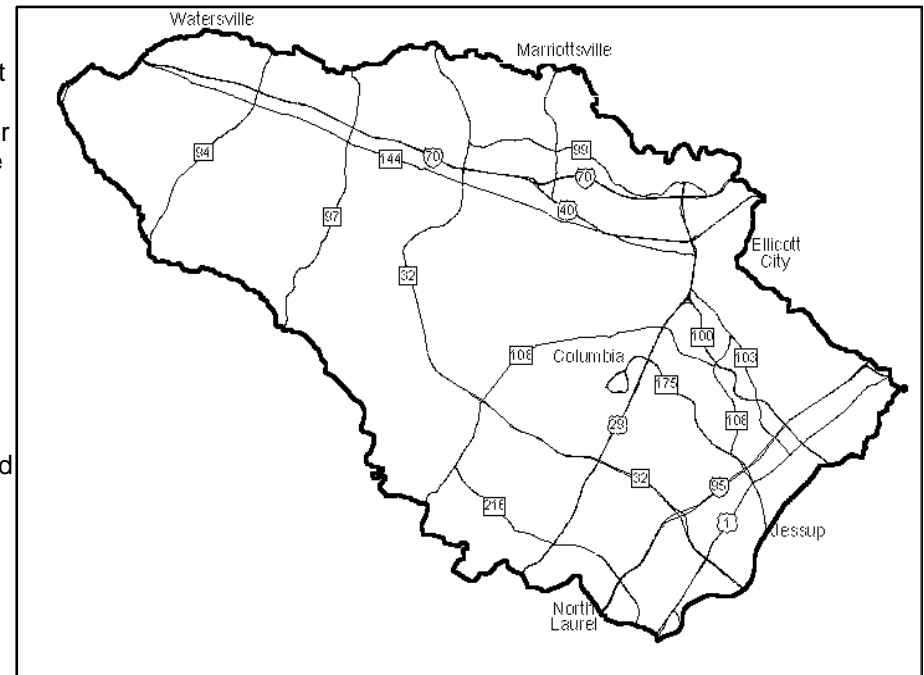 Watersville
Marriottsville
t
r
e
94
144
70
99
70
97
40
Ellicott
City
32
100
108
Columbia
103
175
108
29
d
32
95
216
1
Jessup
North
Laurel